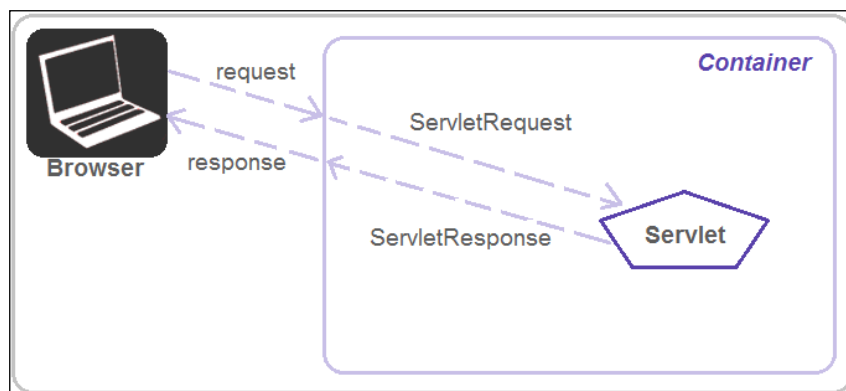 Container
request
ServletRequest
Browser
response
ServletResponse
Servlet